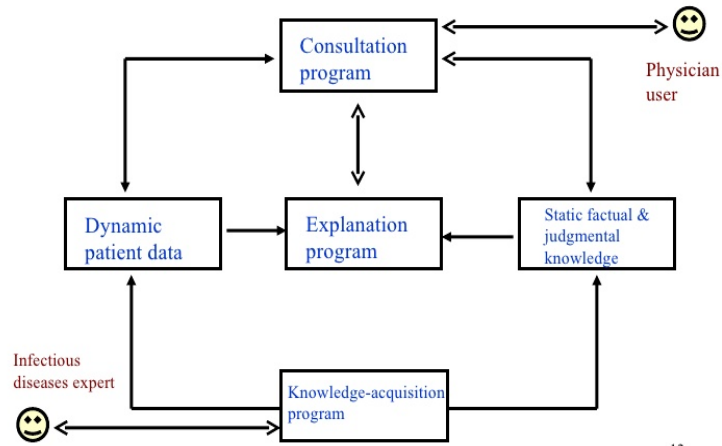 Consultation
program
Physician
user
Dynamic
patient data
Explanation
program
Static factual &
judgmental
knowledge
Infectious
diseases expert
Knowledge-acquisition
program